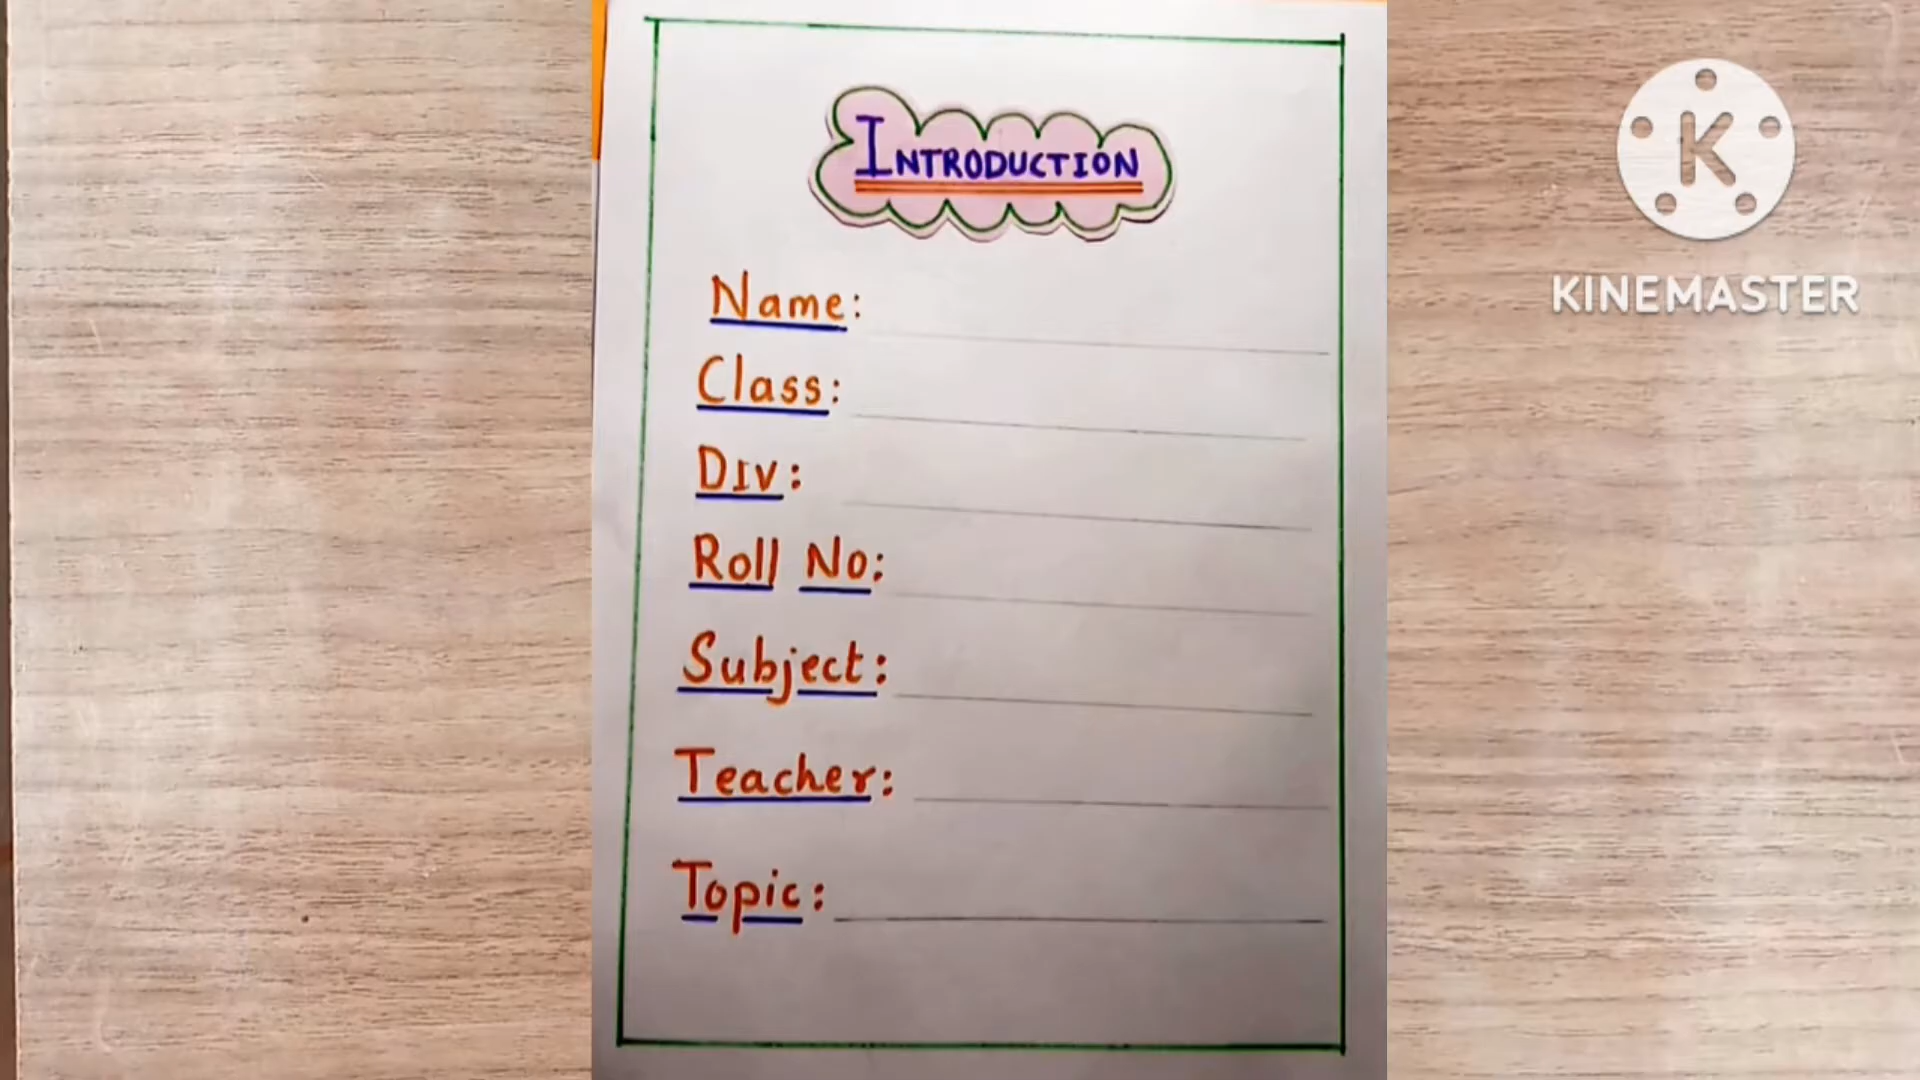 INTRODUCTION
Name:
Class:
DIV:
Roll No:
Subject:
Teacher:
Topic:
K
KINEMASTER